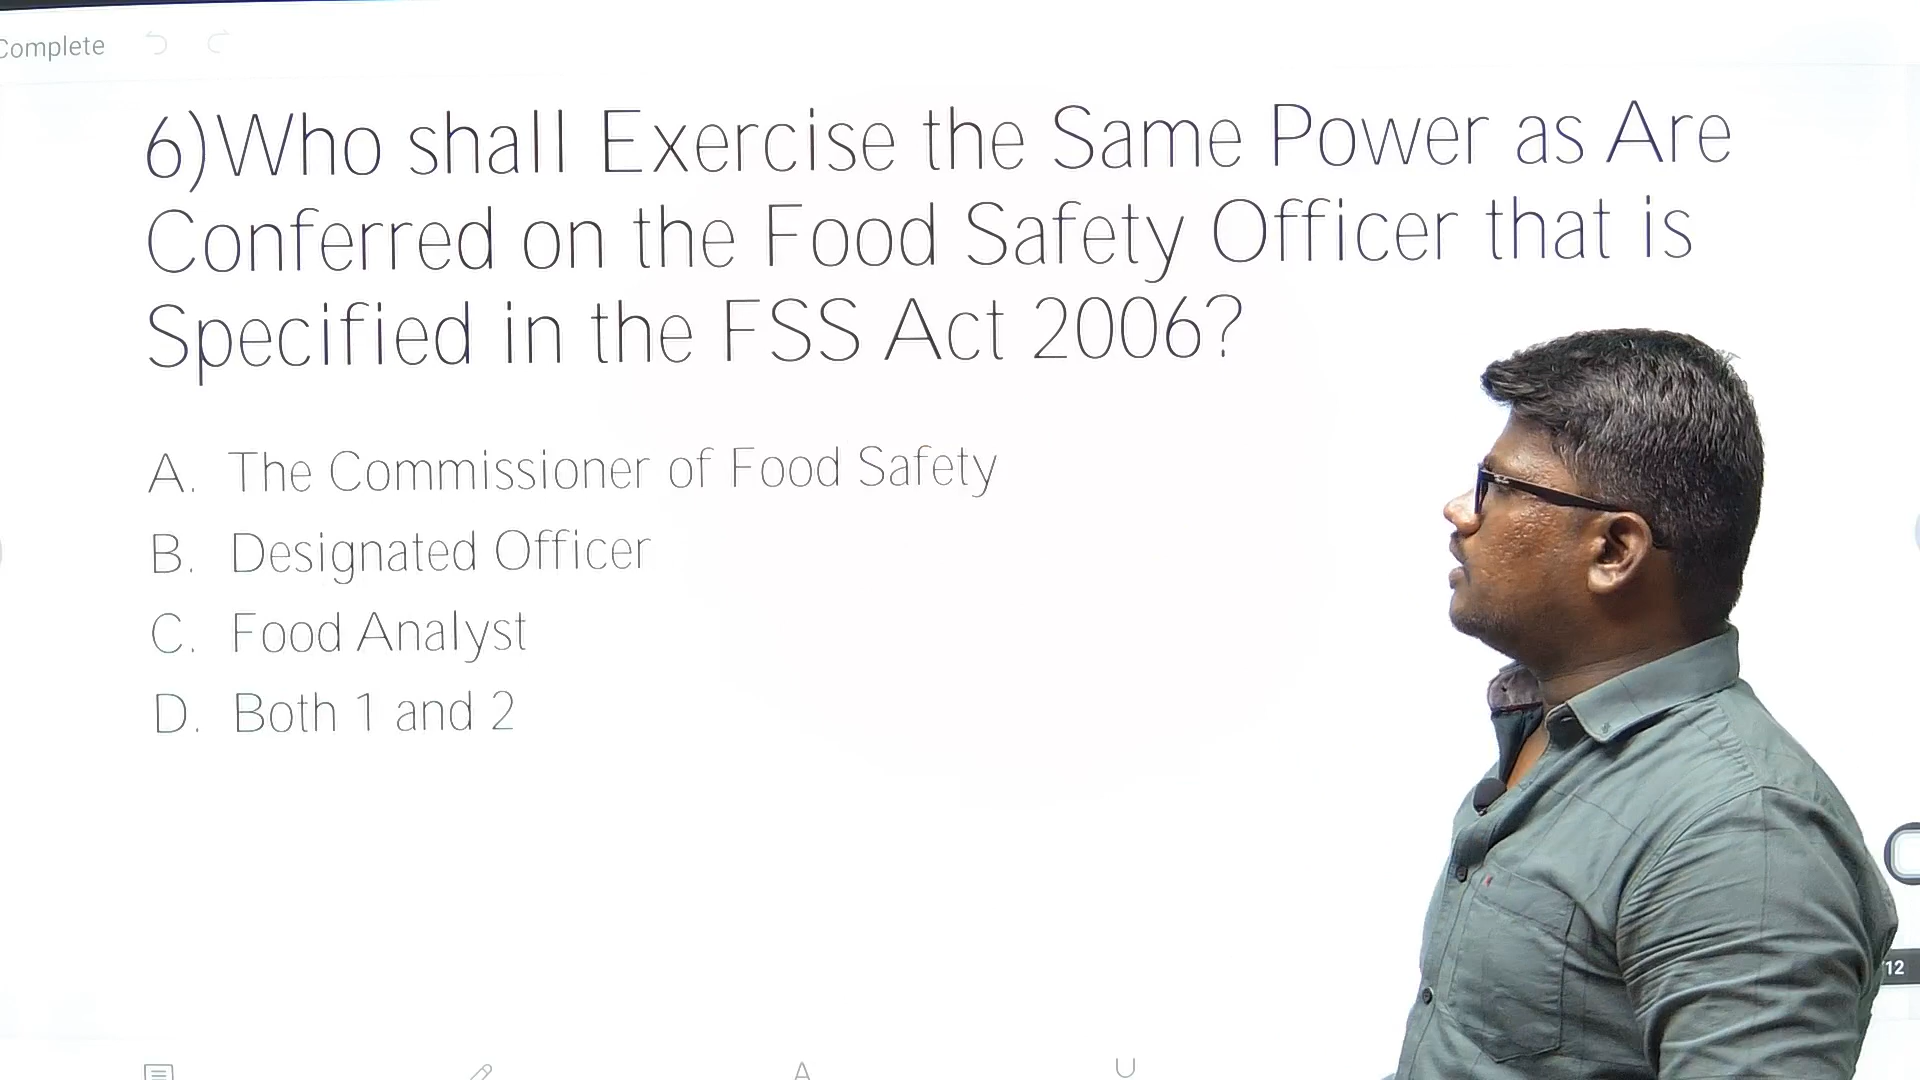 Complete
6)Who shall Exercise the Same Power as Are
Conferred on the Food Safety Officer that is
Specified in the FSS Act 2006?
A. The Commissioner of Food Safety
B. Designated Officer
C. Food Analyst
D. Both 1 and 2
12